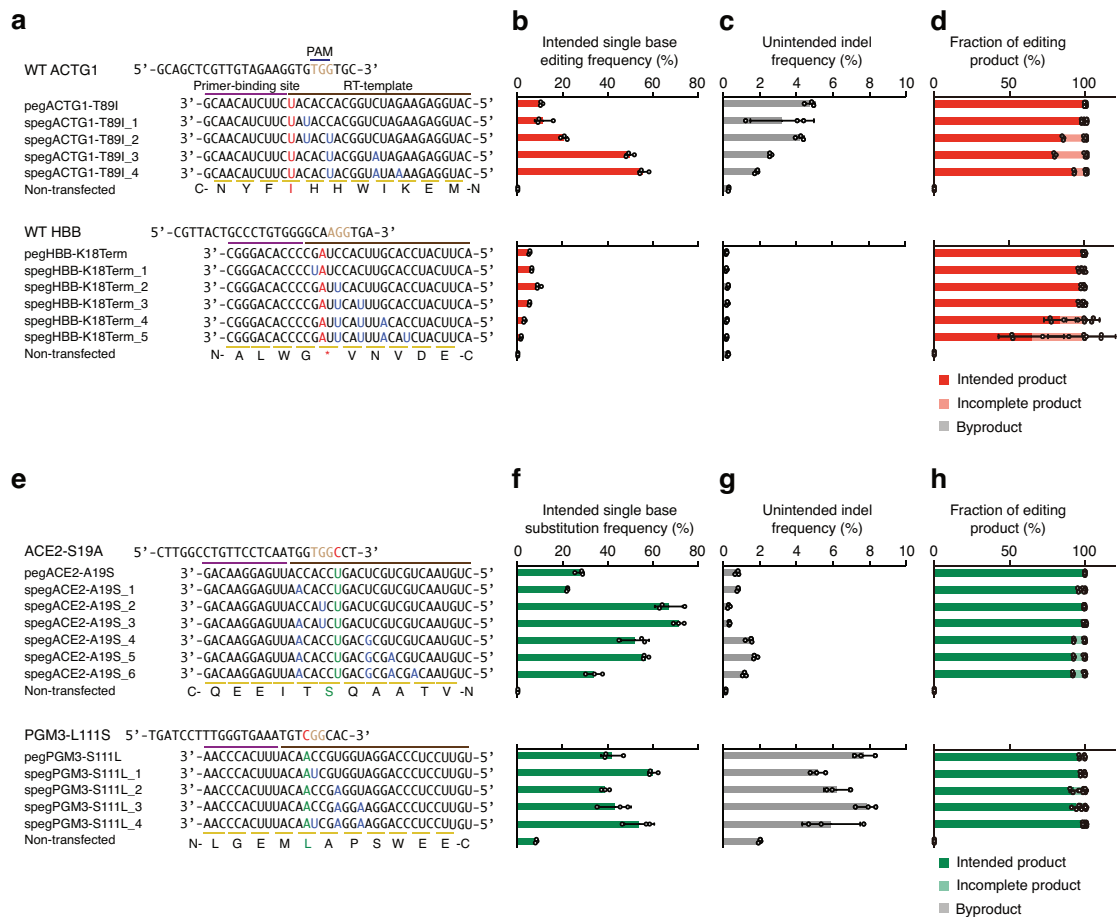 a
PAM
WT ACTG1
5’-GCAGCTCGTTGTAGAAGGTGTGGTGC-3’
Primer-binding site
RT-template
pegACTG1-T89I
3’-GCAACAUCUUCUACACCACGGUCUAGAAGAGGUAC-5’
spegACTG1-T89I_1
3’-GCAACAUCUUCUAUACCACGGUCUAGAAGAGGUAC-5’
spegACTG1-T89I_2
3’-GCAACAUCUUCUAUACUACGGUCUAGAAGAGGUAC-5’
spegACTG1-T89I_3
3’-GCAACAUCUUCUACACUACGGUAUAGAAGAGGUAC-5’
spegACTG1-T89I_4
3’-GCAACAUCUUCUACACUACGGUAUAAAAGAGGUAC-5’
Non-transfected
C- N Y F I H H W I K E M -N
WT HBB
5’-CGTTACTGCCCTGTGGGGCAAGGTGA-3’
pegHBB-K18Term
3’-CGGGACACCCCGAUUCCACUUGCACCUACUUCA-5’
spegHBB-K18Term_1
3’-CGGGACACCCCUAUUCCACUUGCACCUACUUCA-5’
spegHBB-K18Term_2
3’-CGGGACACCCCGAUUUCACUUGCACCUACUUCA-5’
spegHBB-K18Term_3
3’-CGGGACACCCCGAUUCCAUUUGCACCUACUUCA-5’
spegHBB-K18Term_4
3’-CGGGACACCCCGAUUCAUUUACACCUACUUCA-5’
spegHBB-K18Term_5
3’-CGGGACACCCCGAUUCAUUUACAUCUACUUCA-5’
Non-transfected
N- A L W G * V N V D E -C
b
Intended single base
editing frequency (%)
0 20 40 60 80
c
Unintended indel
frequency (%)
0 2 4 6 8 10
d
Fraction of editing
product (%)
0 50 100
Intended product
Incomplete product
Byproduct
e
ACE2-S19A
5’-CTTGGCCTGTTCCTCAATGGTGGCCT-3’
pegACE2-A19S
3’-GACAAGGAGUUACCACCUGACUCGUCGUCAAUGUC-5’
spegACE2-A19S_1
3’-GACAAGGAGUUAACACCUGACUCGUCGUCAAUGUC-5’
spegACE2-A19S_2
3’-GACAAGGAGUUACCAUCUGACUCGUCGUCAAUGUC-5’
spegACE2-A19S_3
3’-GACAAGGAGUUAACAUCUGACUCGUCGUCAAUGUC-5’
spegACE2-A19S_4
3’-GACAAGGAGUUAACACCUGACGCGUCGUCAAUGUC-5’
spegACE2-A19S_5
3’-GACAAGGAGUUAACACCUGACGCGACGUCAAUGUC-5’
spegACE2-A19S_6
3’-GACAAGGAGUUAACACCUGACGCGACGACAAUGUC-5’
Non-transfected
C- Q E E I T S Q A A T V -N
PGM3-L111S
5’-TGATCCTTTGGGTGAAATGTCGGCAC-3’
pegPGM3-S111L
3’-AACCCACUUUACAACCGUGGUAGGACCCUCCUUGU-5’
spegPGM3-S111L_1
3’-AACCCACUUUACAAUCGUGGUAGGACCCUCCUUGU-5’
spegPGM3-S111L_2
3’-AACCCACUUUACAACCGAGGUAGGACCCUCCUUGU-5’
spegPGM3-S111L_3
3’-AACCCACUUUACAACCGAGGAAGGACCCUCCUUGU-5’
spegPGM3-S111L_4
3’-AACCCACUUUACAAUCGAGGAAGGACCCUCCUUGU-5’
Non-transfected
N- L G E M L A P S W E E -C
f
Intended single base
substitution frequency (%)
0 20 40 60 80
g
Unintended indel
frequency (%)
0 2 4 6 8 10
h
Fraction of editing
product (%)
0 50 100
Intended product
Incomplete product
Byproduct